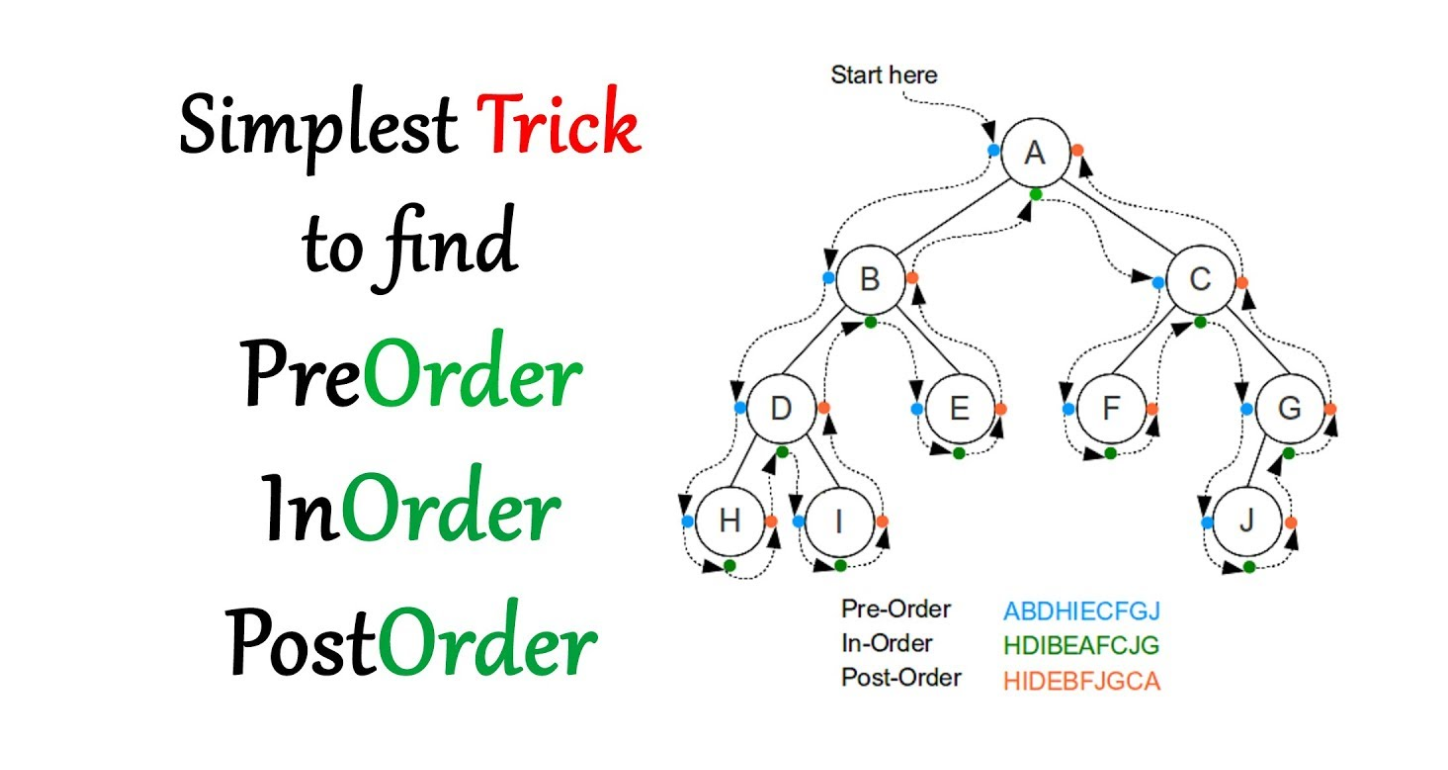 Simplest Trick
to find
PreOrder
InOrder
PostOrder
Start here
A
B
C
D
E
F
G
H
I
J
Pre-Order ABDHIECFGJ
In-Order HDIBEAFCJG
Post-Order HIDEBFJGCA